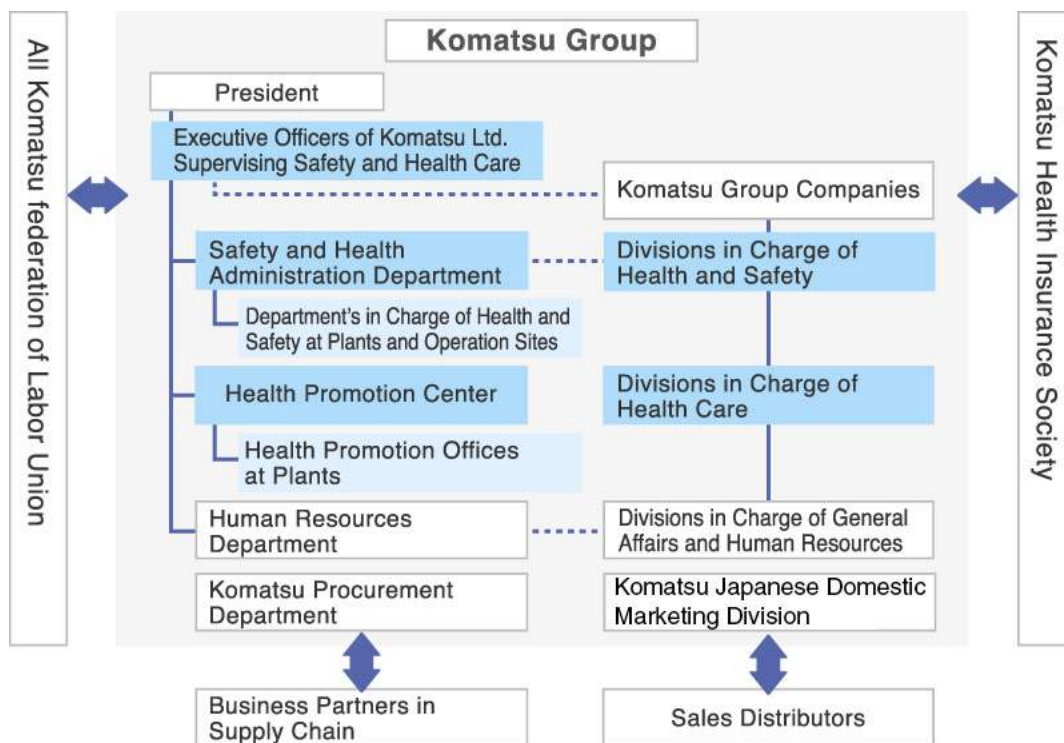 Komatsu Group
All Komatsu federation of Labor Union
Komatsu Health Insurance Society
President
Executive Officers of Komatsu Ltd.
Supervising Safety and Health Care
Komatsu Group Companies
Safety and Health
Administration Department
Divisions in Charge of
Health and Safety
Department's in Charge of Health and
Safety at Plants and Operation Sites
Health Promotion Center
Divisions in Charge of
Health Care
Health Promotion Offices
at Plants
Human Resources
Department
Divisions in Charge of General
Affairs and Human Resources
Komatsu Procurement
Department
Komatsu Japanese Domestic
Marketing Division
Business Partners in
Supply Chain
Sales Distributors